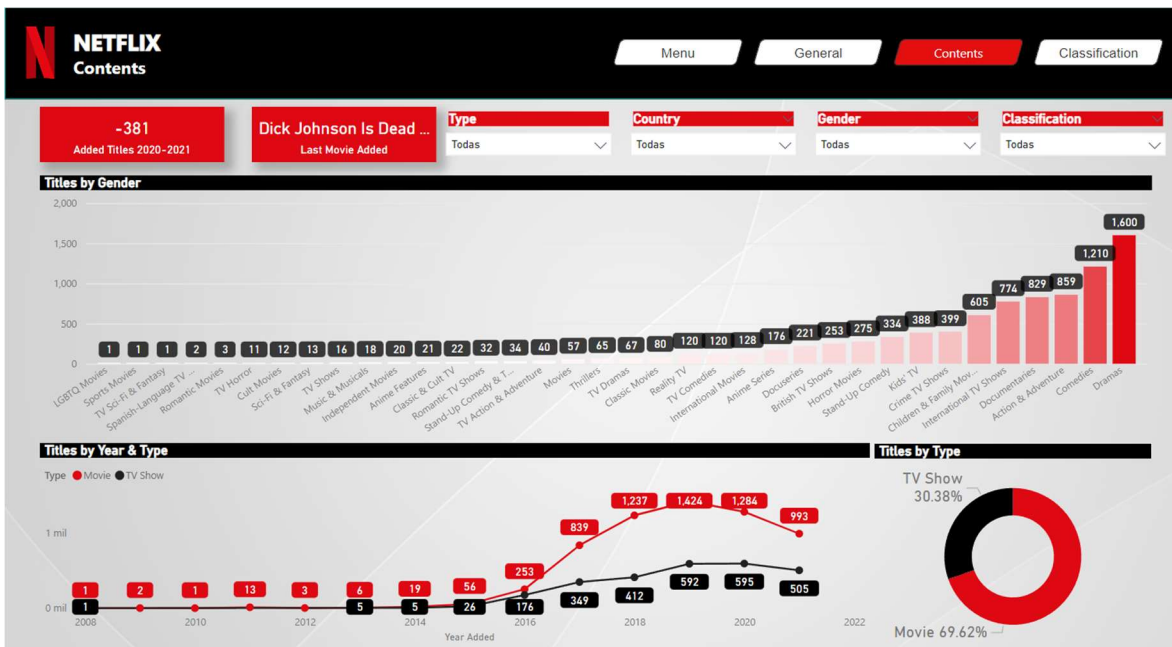 NETFLIX
Contents
Menu
General
Contents
Classification
-381
Added Titles 2020-2021
Dick Johnson Is Dead ...
Last Movie Added
Type
Todas
Country
Todas
Gender
Todas
Classification
Todas
Titles by Gender
2,000
1,500
1,000
500
0
1 1 1 2 3 11 12 13 16 18 20 21 22 32 34 40 57 65 67 80 120 120 128 176 221 253 275 334 388 399 605 774 829 859 1,210 1,600
LGBTQ Movies
Sports Movies
TV Sci-Fi & Fantasy
Spanish-Language TV ...
Romantic Movies
TV Horror
Cult Movies
Sci-Fi & Fantasy
TV Shows
Music & Musicals
Independent Movies
Anime Features
Classic & Cult TV
Romantic TV Shows
Stand-Up Comedy & T...
TV Action & Adventure
Movies
Thrillers
TV Dramas
Classic Movies
Reality TV
TV Comedies
International Movies
Anime Series
Docuseries
British TV Shows
Horror Movies
Stand-Up Comedy
Kids' TV
Crime TV Shows
Children & Family Mov...
International TV Shows
Documentaries
Action & Adventure
Comedies
Dramas
Titles by Year & Type
Type Movie TV Show
1 mil
0 mil
1 2 1 13 3 6 19 56 253 839 1,237 1,424 1,284 993
1 5 5 26 176 349 412 592 595 505
2008 2010 2012 2014 2016 2018 2020 2022
Year Added
Titles by Type
TV Show
30.38%
Movie 69.62%